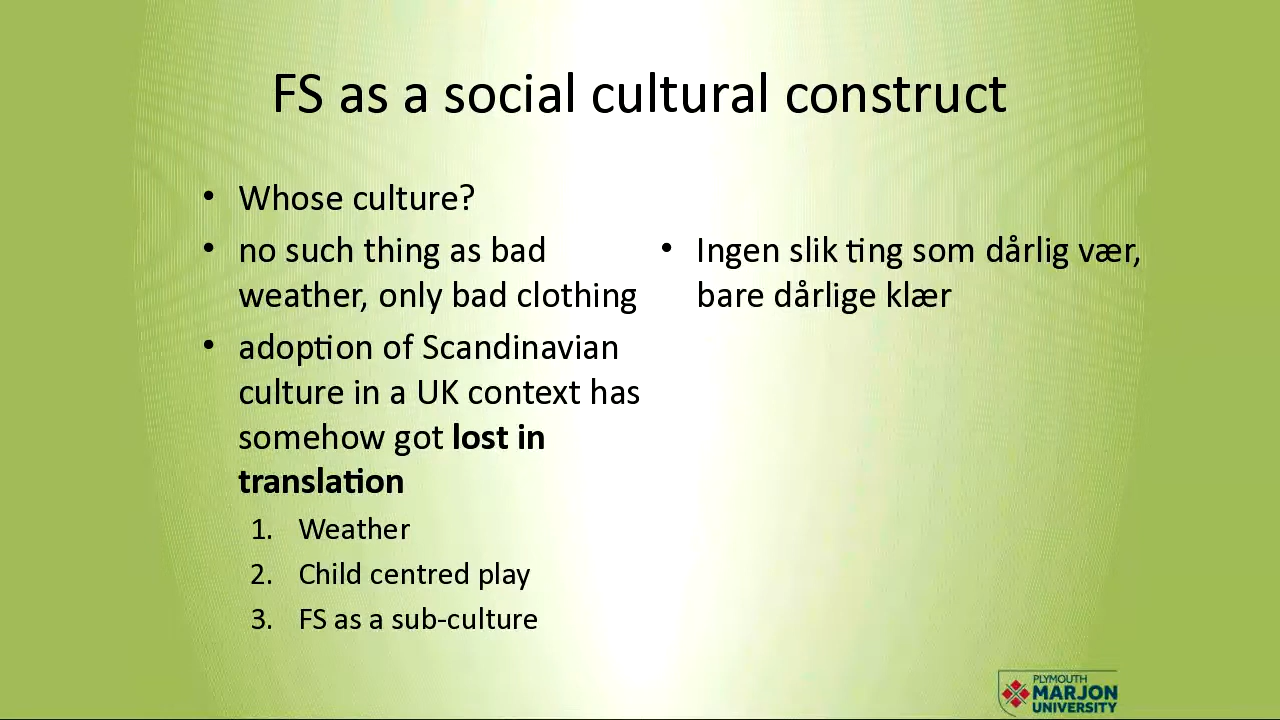 FS as a social cultural construct
• Whose culture?
• no such thing as bad
weather, only bad clothing
• adoption of Scandinavian
culture in a UK context has
somehow got lost in
translation
1. Weather
2. Child centred play
3. FS as a sub-culture
• Ingen slik ting som dårlig vær,
bare dårlige klær
PLYMOUTH
MARJON
UNIVERSITY